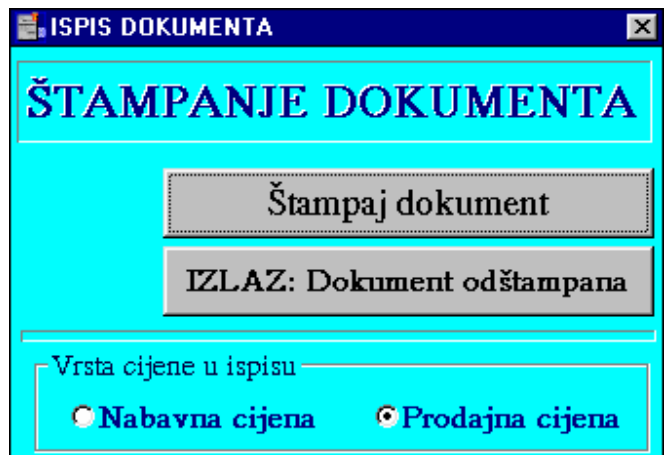 ISPIS DOKUMENTA
ŠTAMPANJE DOKUMENTA
Štampaj dokument
IZLAZ: Dokument odštampana
Vrsta cijene u ispisu
Nabavna cijena Prodajna cijena